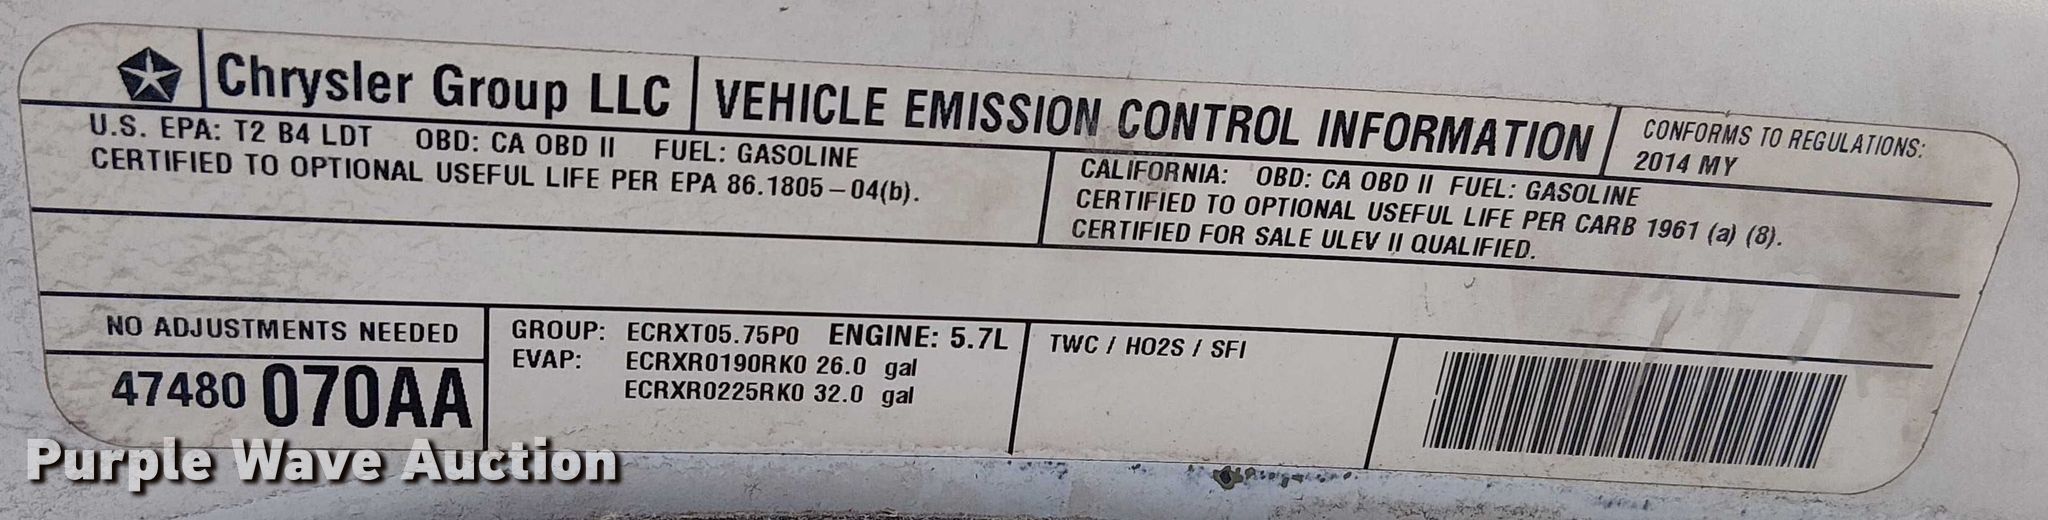 Chrysler Group LLC
VEHICLE EMISSION CONTROL INFORMATION
CONFORMS TO REGULATIONS:
2014 MY
U.S. EPA: T2 B4 LDT OBD: CA OBD II FUEL: GASOLINE
CERTIFIED TO OPTIONAL USEFUL LIFE PER EPA 86.1805-04(b).
CALIFORNIA: OBD: CA OBD II FUEL: GASOLINE
CERTIFIED TO OPTIONAL USEFUL LIFE PER CARB 1961 (a) (8).
CERTIFIED FOR SALE ULEV II QUALIFIED.
NO ADJUSTMENTS NEEDED
47480 070AA
GROUP: ECRXT05.75P0 ENGINE: 5.7L
EVAP: ECRXR0190RK0 26.0 gal
ECRXR0225RK0 32.0 gal
TWC / HO2S / SFI
Purple Wave Auction